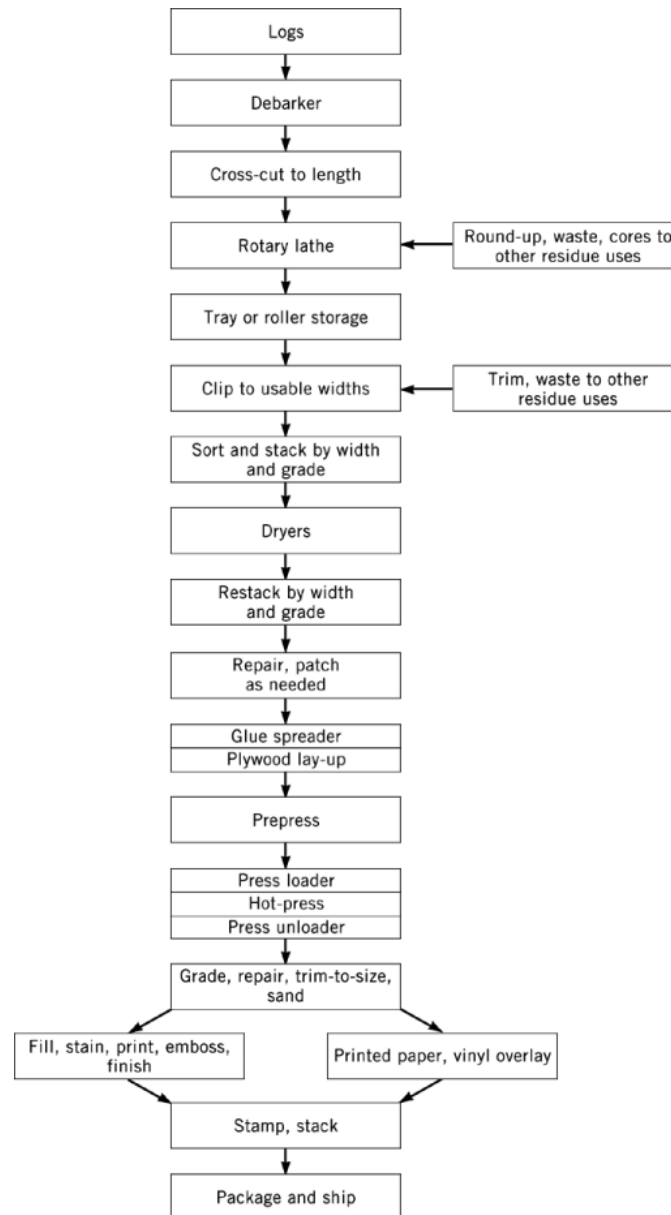 Logs
Debarker
Cross-cut to length
Rotary lathe
Round-up, waste, cores to
other residue uses
Tray or roller storage
Clip to usable widths
Trim, waste to other
residue uses
Sort and stack by width
and grade
Dryers
Restack by width
and grade
Repair, patch
as needed
Glue spreader
Plywood lay-up
Prepress
Press loader
Hot-press
Press unloader
Grade, repair, trim-to-size,
sand
Fill, stain, print, emboss,
finish
Printed paper, vinyl overlay
Stamp, stack
Package and ship